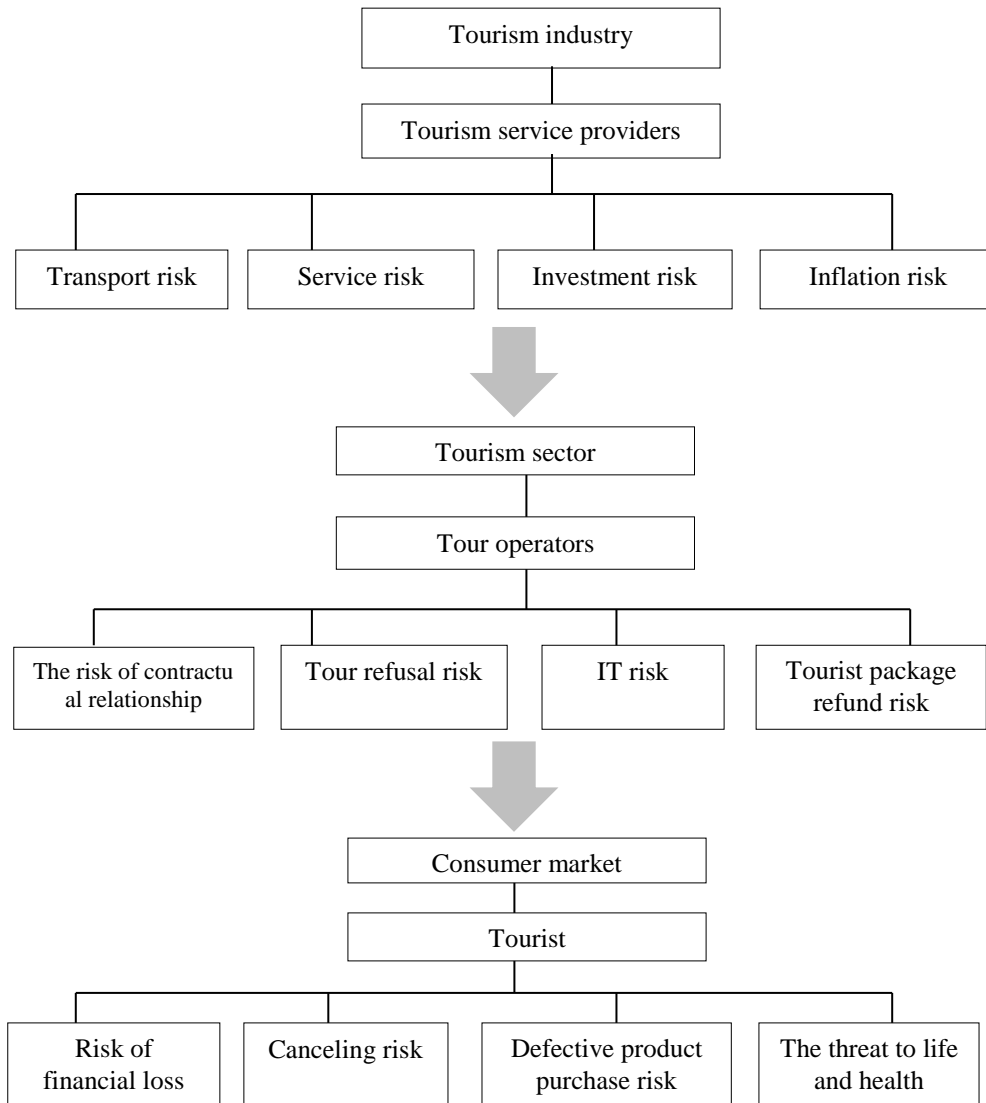 Tourism industry
Tourism service providers
Transport risk
Service risk
Investment risk
Inflation risk
Tourism sector
Tour operators
The risk of contractu
al relationship
Tour refusal risk
IT risk
Tourist package
refund risk
Consumer market
Tourist
Risk of
financial loss
Canceling risk
Defective product
purchase risk
The threat to life
and health